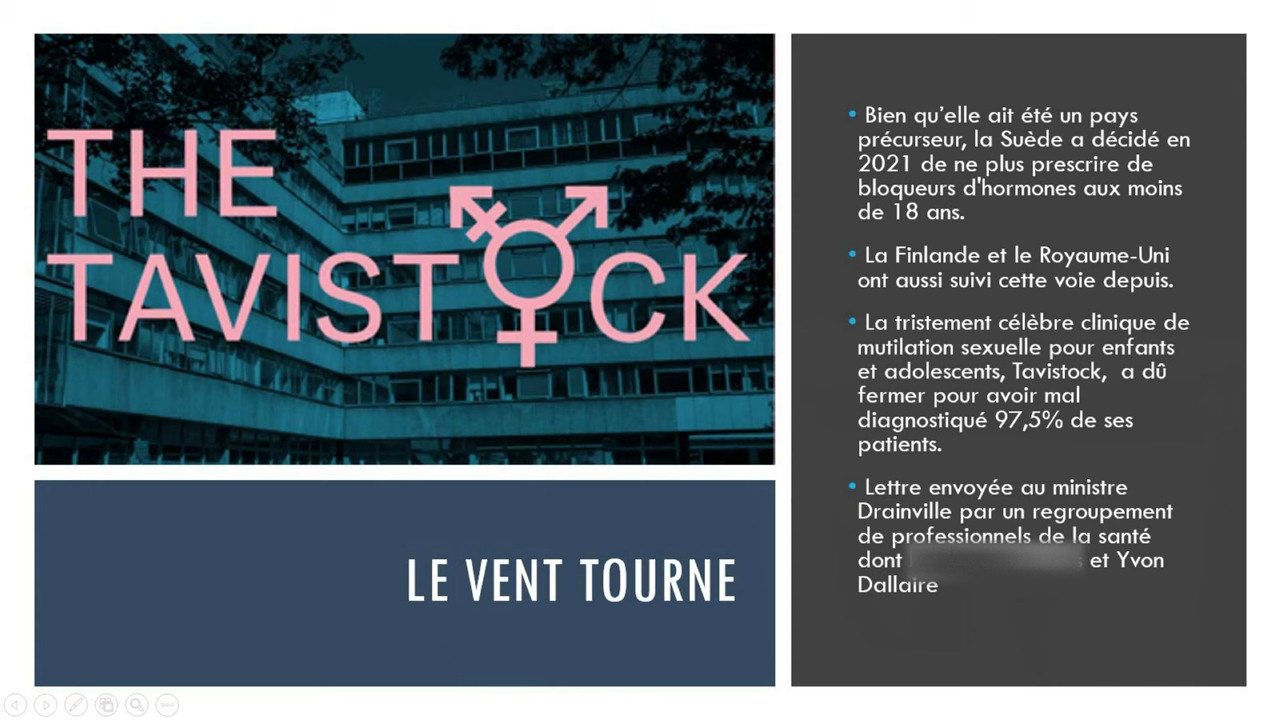 THE
TAVISTOCK
LE VENT TOURNE
• Bien qu'elle ait été un pays
précurseur, la Suède a décidé en
2021 de ne plus prescrire de
bloqueurs d'hormones aux moins
de 18 ans.
• La Finlande et le Royaume-Uni
ont aussi suivi cette voie depuis.
• La tristement célèbre clinique de
mutilation sexuelle pour enfants
et adolescents, Tavistock, a dû
fermer pour avoir mal
diagnostiqué 97,5% de ses
patients.
• Lettre envoyée au ministre
Drainville par un regroupement
de professionnels de la santé
dont et Yvon
Dallaire